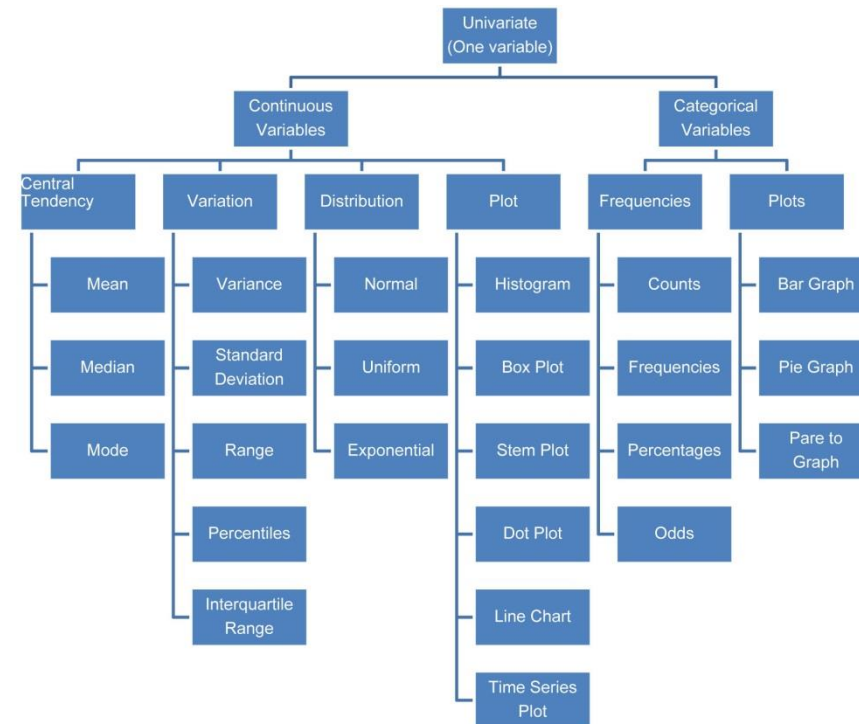 Univariate
(One variable)
Continuous
Variables
Categorical
Variables
Central
Tendency
Variation
Distribution
Plot
Frequencies
Plots
Mean
Variance
Normal
Histogram
Counts
Bar Graph
Median
Standard
Deviation
Uniform
Box Plot
Frequencies
Pie Graph
Mode
Range
Exponential
Stem Plot
Percentages
Pare to
Graph
Percentiles
Dot Plot
Odds
Interquartile
Range
Line Chart
Time Series
Plot